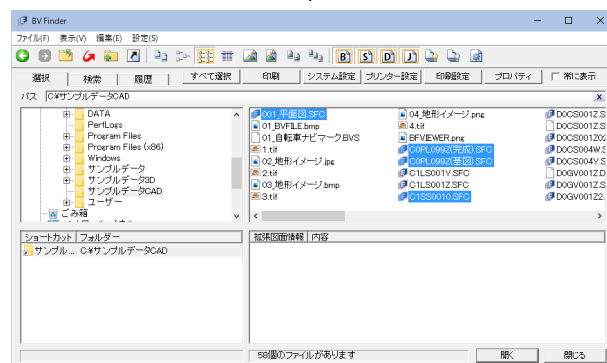 BV Finder
ファイル(F) 表示(V) 編集(E) 設定(S)
B S D J
選択 検索 履歴 すべて選択 印刷 システム設定 プリンター設定 印刷設定 プロパティ 常に表示
パス C:¥サンプルデータCAD
DATA
PerfLogs
Program Files
Program Files (x86)
Windows
サンプルデータ
サンプルデータ3D
サンプルデータCAD
ユーザー
ごみ箱
001_平面図.SFC
01_BVFILE.bmp
01_自転車ナビマーク.BVS
1.tif
02_地形イメージ.jpg
2.tif
03_地形イメージ.bmp
3.tif
04_地形イメージ.png
4.tif
BFVIEWER.png
C0PL099Z(完成).SFC
C0PL099Z(基図).SFC
C1LS001Y.SFC
C1LS001Z.SFC
C1SS0010.SFC
D0CS001Z.S
D0CS001Z.S
D0CS001Z0
D0CS004W.S
D0CS004Y.S
D0GV001Z.D
D0GV001Z.S
D0GV001Z2.
ショートカット フォルダー
サンプル... C:¥サンプルデータCAD
拡張図面情報 内容
58個のファイルがあります
開く 閉じる